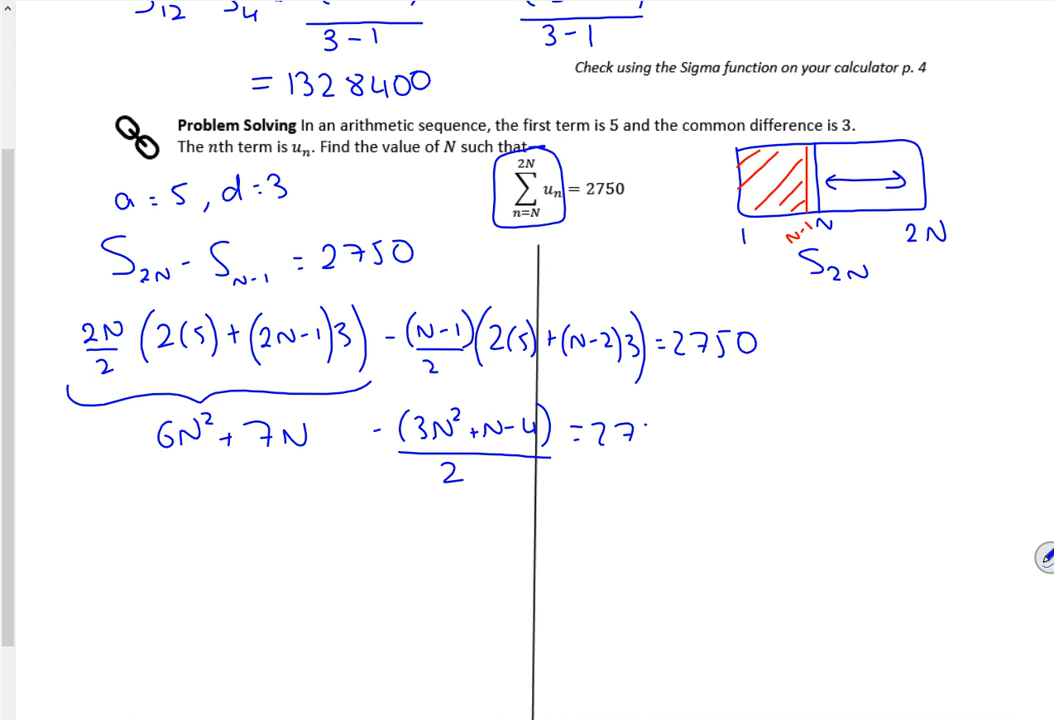 3-1 3-1
= 1328400
Check using the Sigma function on your calculator p. 4
Problem Solving In an arithmetic sequence, the first term is 5 and the common difference is 3.
The nth term is uₙ. Find the value of N such that
2N
∑ uₙ = 2750
n=N
a = 5, d = 3
1 N-1 N 2N
S₂N
S₂N - S N-1 = 2750
2N/2 (2(5) + (2N-1)3) - (N-1)/2 (2(5) + (N-2)3) = 2750
6N² + 7N - (3N² + N - 4)/2 = 27